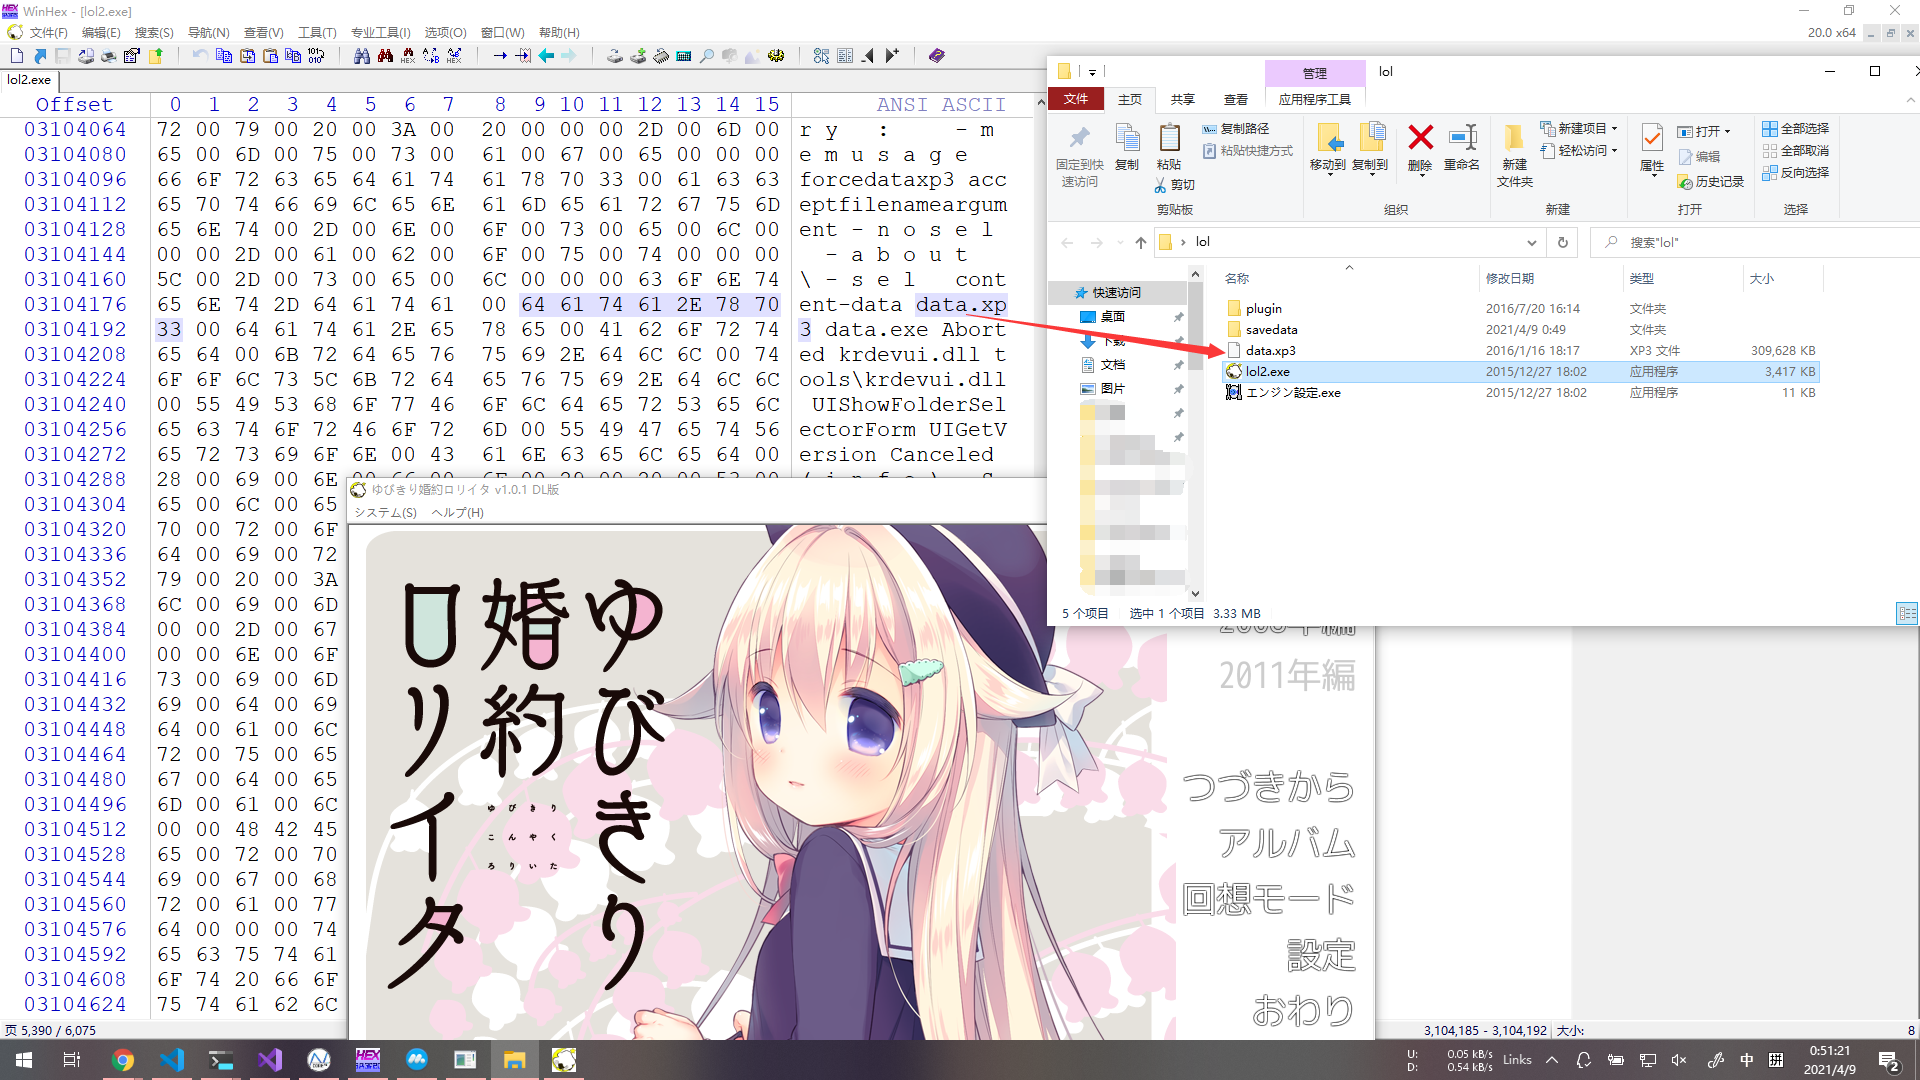 WinHex - [lol2.exe]
文件(F) 编辑(E) 搜索(S) 导航(N) 查看(V) 工具(T) 专业工具(I) 选项(O) 窗口(W) 帮助(H)
20.0 x64
lol2.exe
Offset 0 1 2 3 4 5 6 7 8 9 10 11 12 13 14 15 ANSI ASCII
03104064 72 00 79 00 20 00 3A 00 20 00 00 00 2D 00 6D 00 r y : - m
03104080 65 00 6D 00 75 00 73 00 61 00 67 00 65 00 00 00 e m u s a g e
03104096 66 6F 72 63 65 64 61 74 61 78 70 33 00 61 63 63 forcedataxp3 acc
03104112 65 70 74 66 69 6C 65 6E 61 6D 65 61 72 67 75 6D eptfilenameargum
03104128 65 6E 74 00 2D 00 6E 00 6F 00 73 00 65 00 6C 00 ent - n o s e l
03104144 00 00 2D 00 61 00 62 00 6F 00 75 00 74 00 00 00 - a b o u t
03104160 5C 00 2D 00 73 00 65 00 6C 00 00 00 63 6F 6E 74 \ - s e l cont
03104176 65 6E 74 2D 64 61 74 61 00 64 61 74 61 2E 78 70 ent-data data.xp
03104192 33 00 64 61 74 61 2E 65 78 65 00 41 62 6F 72 74 3 data.exe Abort
03104208 65 64 00 6B 72 64 65 76 75 69 2E 64 6C 6C 00 74 ed krdevui.dll t
03104224 6F 6F 6C 73 5C 6B 72 64 65 76 75 69 2E 64 6C 6C ools\krdevui.dll
03104240 00 55 49 53 68 6F 77 46 6F 6C 64 65 72 53 65 6C UIShowFolderSel
03104256 65 63 74 6F 72 46 6F 72 6D 00 55 49 47 65 74 56 ectorForm UIGetV
03104272 65 72 73 69 6F 6E 00 43 61 6E 63 65 6C 65 64 00 ersion Canceled
03104288 28 00 69 00 6E
03104304 65 00 6C 00 65
03104320 70 00 72 00 6F
03104336 64 00 69 00 72
03104352 79 00 20 00 3A
03104368 6C 00 69 00 6D
03104384 00 00 2D 00 67
03104400 00 00 6E 00 6F
03104416 73 00 69 00 6D
03104432 69 00 64 00 69
03104448 64 00 61 00 6C
03104464 72 00 75 00 65
03104480 67 00 64 00 65
03104496 6D 00 61 00 6C
03104512 00 00 48 42 45
03104528 65 00 72 00 70
03104544 69 00 67 00 68
03104560 72 00 61 00 77
03104576 64 00 00 00 74
03104592 65 63 75 74 61
03104608 6F 74 20 66 6F
03104624 75 74 61 62 6C
页 5,390 / 6,075
3,104,185 - 3,104,192 大小: 8
管理 lol
文件 主页 共享 查看 应用程序工具
固定到快速访问
复制
粘贴
复制路径
粘贴快捷方式
剪切
剪贴板
移动到 复制到 删除 重命名
组织
新建文件夹
新建项目
轻松访问
新建
属性
打开
编辑
历史记录
打开
全部选择
全部取消
反向选择
选择
lol
搜索"lol"
名称 修改日期 类型 大小
快速访问
桌面
下载
文档
图片
plugin 2016/7/20 16:14 文件夹
savedata 2021/4/9 0:49 文件夹
data.xp3 2016/1/16 18:17 XP3 文件 309,628 KB
lol2.exe 2015/12/27 18:02 应用程序 3,417 KB
エンジン設定.exe 2015/12/27 18:02 应用程序 11 KB
5 个项目 选中 1 个项目 3.33 MB
ゆびきり婚約ロリイタ v1.0.1 DL版
システム(S) ヘルプ(H)
ゆびきり
婚約
ロリイタ
ゆびきり
こんやく
ろりいた
2011年編
つづきから
アルバム
回想モード
設定
おわり
U: 0.05 kB/s
D: 0.54 kB/s
Links
中
拼
0:51:21
2021/4/9
2